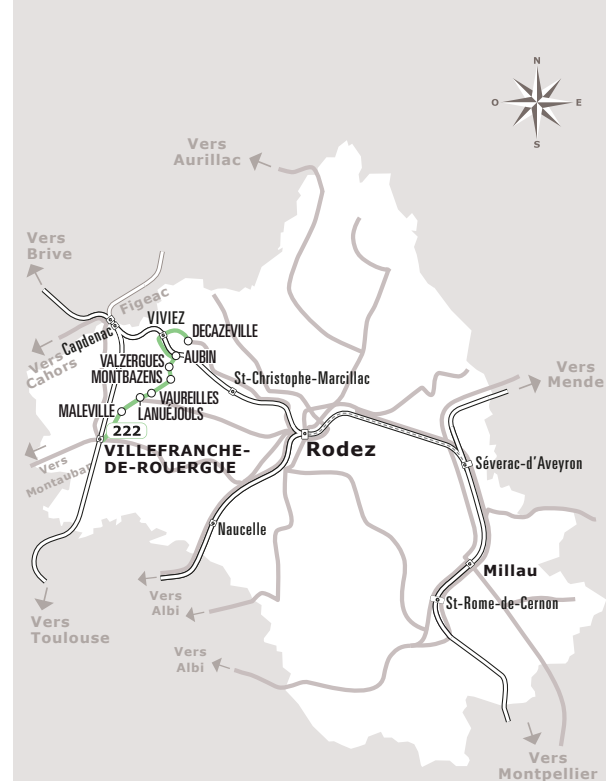 N
O
E
S
Vers
Aurillac
Vers
Brive
Figeac
VIVIEZ
DECAZEVILLE
Capdenac
Vers
Cahors
AUBIN
VALZERGUES
MONTBAZENS
St-Christophe-Marcillac
Vers
Mende
VAUREILLES
MALEVILLE
LANUÉJOULS
222
VILLEFRANCHE-
DE-ROUERGUE
Rodez
Vers
Montauban
Séverac-d'Aveyron
Naucelle
Millau
Vers
Albi
St-Rome-de-Cernon
Vers
Toulouse
Vers
Albi
Vers
Montpellier